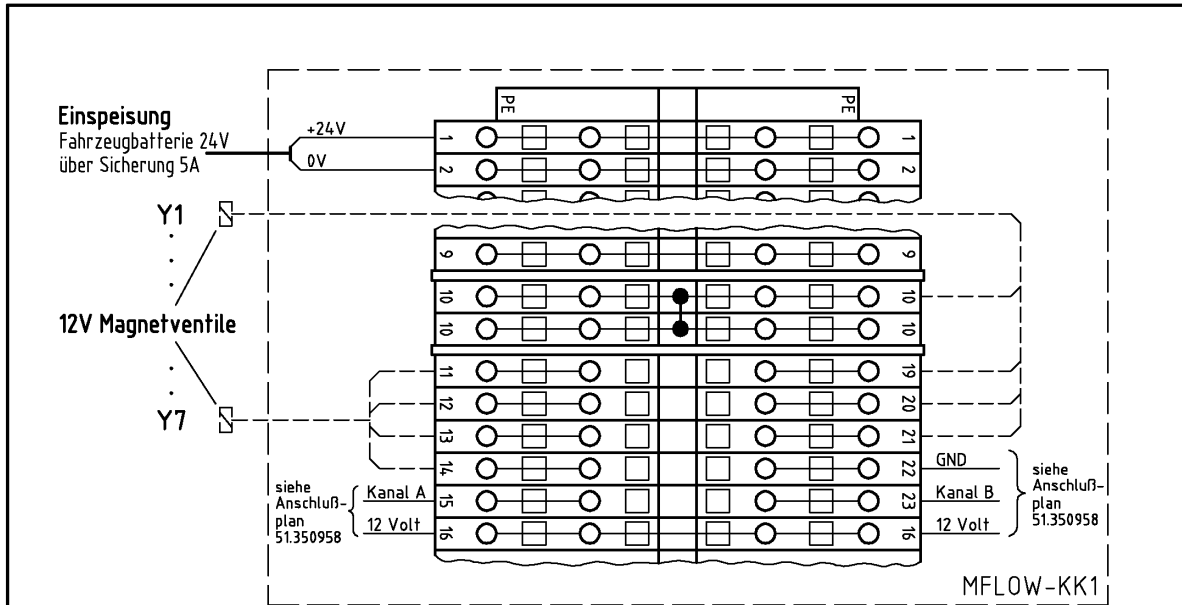 PE PE
Einspeisung
Fahrzeugbatterie 24V
über Sicherung 5A
+24V
0V
1 1
2 2
Y1
9 9
10 10
12V Magnetventile
10 10
11 19
Y7
12 20
13 21
14 22 GND
siehe
Anschluß-
plan
51.350958
Kanal A 15 23 Kanal B
12 Volt 16 16 12 Volt
siehe
Anschluß-
plan
51.350958
MFLOW-KK1